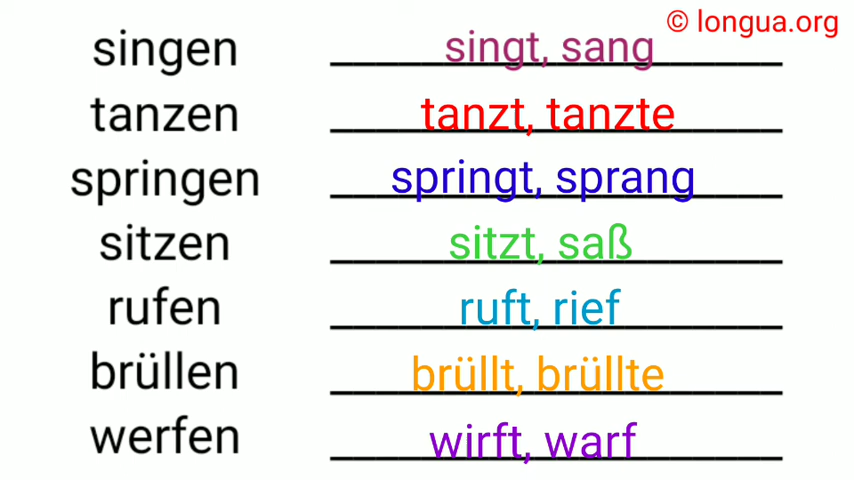 © longua.org
singen singt, sang
tanzen tanzt, tanzte
springen springt, sprang
sitzen sitzt, saß
rufen ruft, rief
brüllen brüllt, brüllte
werfen wirft, warf